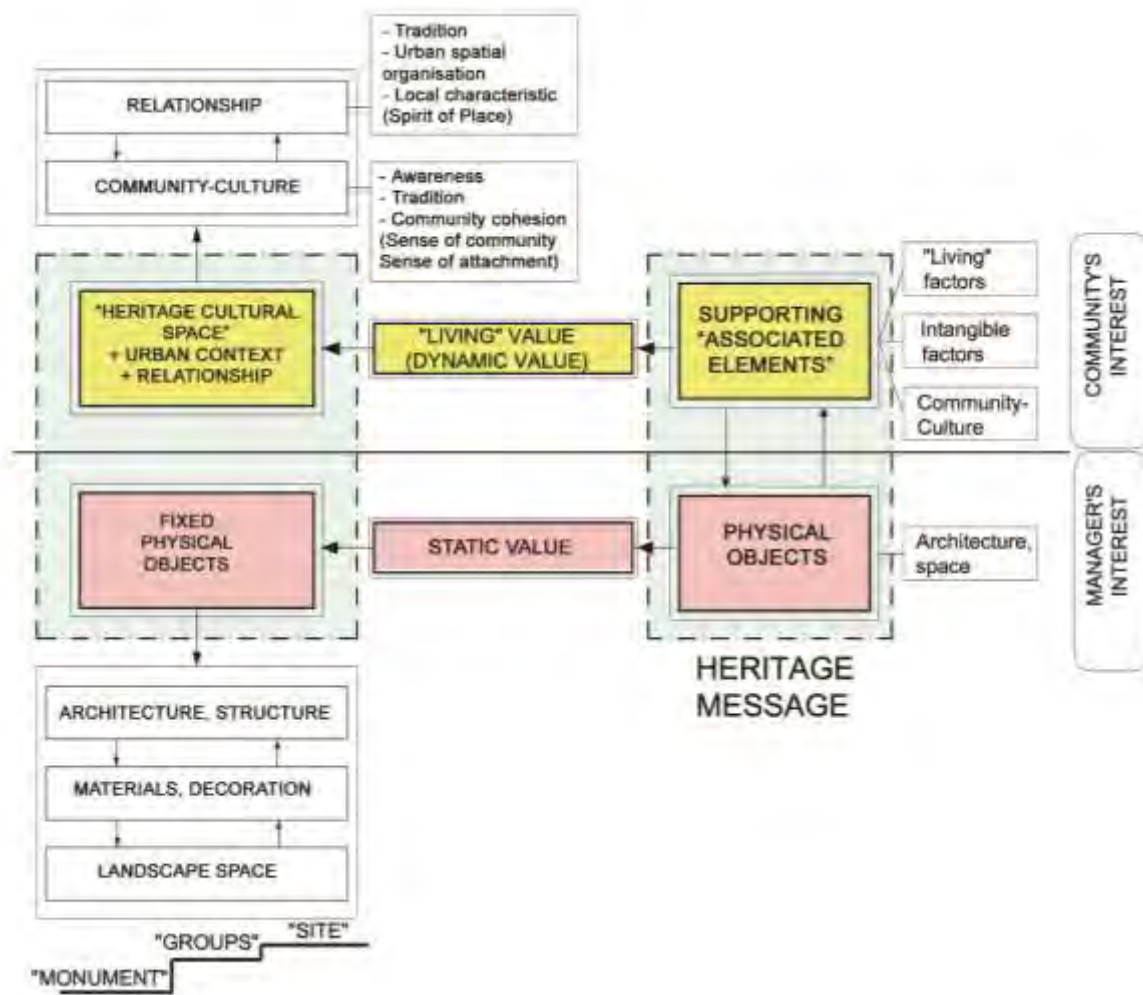 - Tradition
- Urban spatial
organisation
- Local characteristic
(Spirit of Place)
RELATIONSHIP
COMMUNITY-CULTURE
- Awareness
- Tradition
- Community cohesion
(Sense of community
Sense of attachment)
"HERITAGE CULTURAL
SPACE"
+ URBAN CONTEXT
+ RELATIONSHIP
"LIVING" VALUE
(DYNAMIC VALUE)
SUPPORTING
"ASSOCIATED
ELEMENTS"
"Living"
factors
Intangible
factors
Community-
Culture
COMMUNITY'S
INTEREST
FIXED
PHYSICAL
OBJECTS
STATIC VALUE
PHYSICAL
OBJECTS
Architecture,
space
MANAGER'S
INTEREST
HERITAGE
MESSAGE
ARCHITECTURE, STRUCTURE
MATERIALS, DECORATION
LANDSCAPE SPACE
"MONUMENT"
"GROUPS"
"SITE"